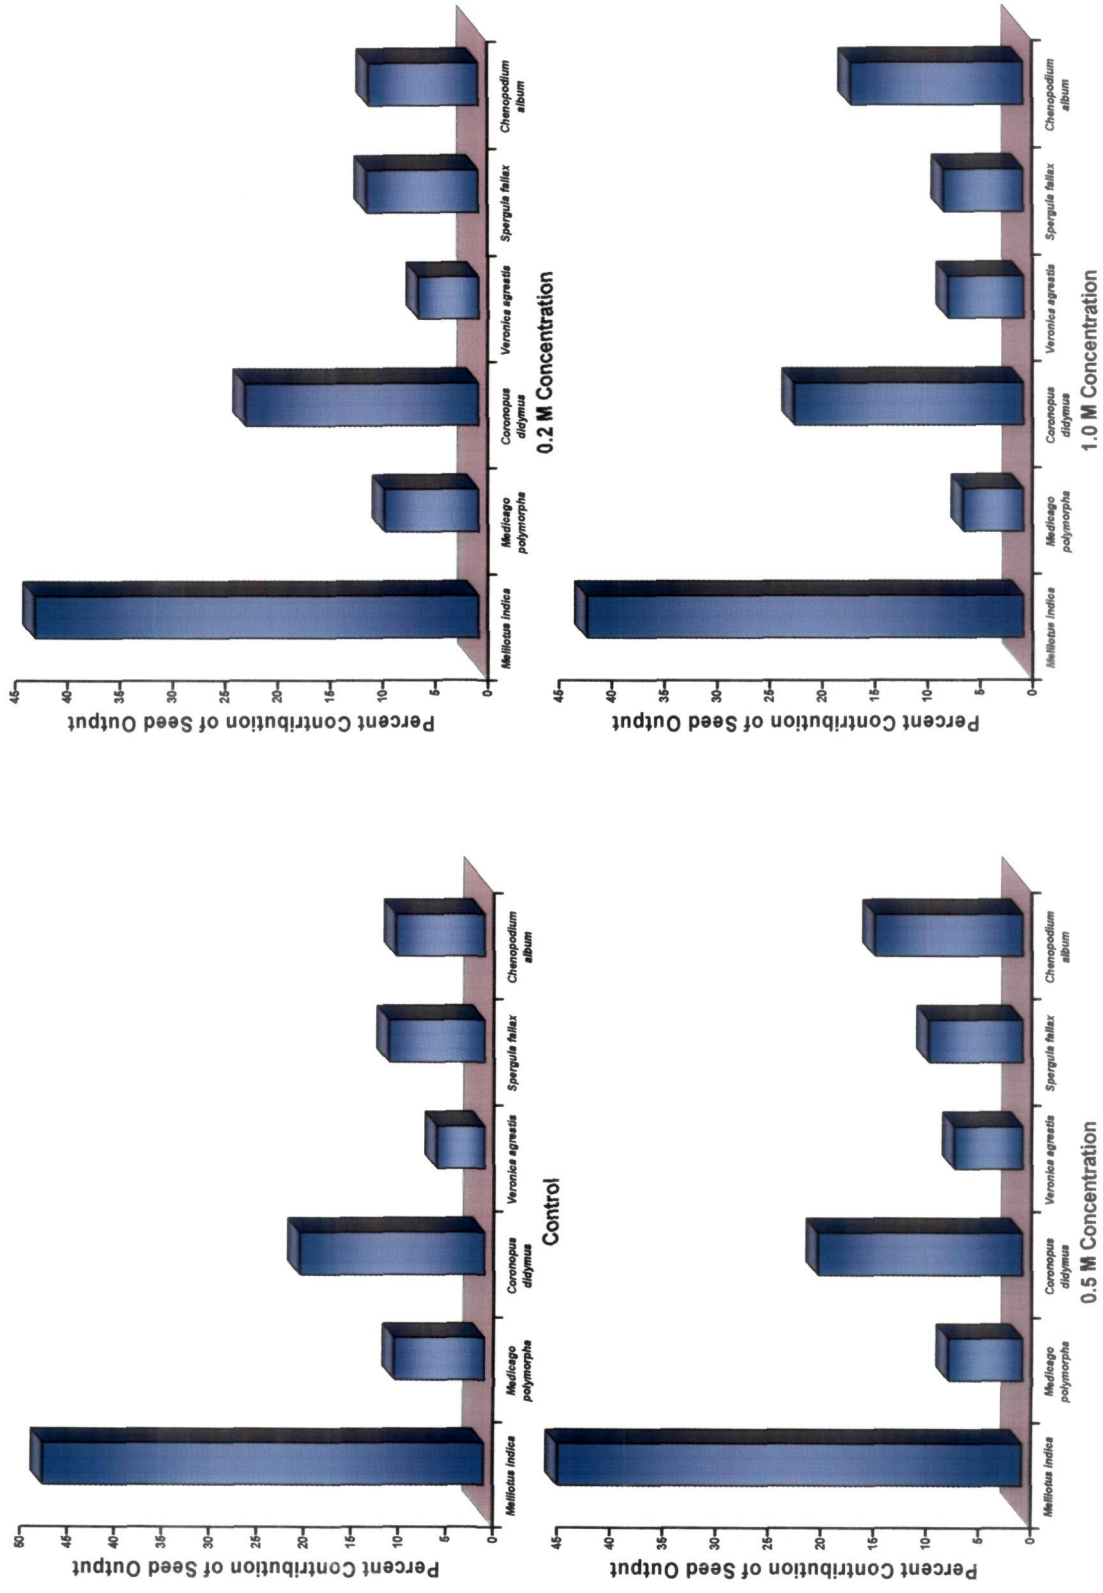 Percent Contribution of Seed Output
50
45
40
35
30
25
20
15
10
5
0
Melilotus indica
Medicago
polymorpha
Coronopus
didymus
Veronica agrestis
Spergula fallax
Chenopodium
album
Control
Percent Contribution of Seed Output
45
40
35
30
25
20
15
10
5
0
Melilotus indica
Medicago
polymorpha
Coronopus
didymus
Veronica agrestis
Spergula fallax
Chenopodium
album
0.2 M Concentration
Percent Contribution of Seed Output
45
40
35
30
25
20
15
10
5
0
Melilotus indica
Medicago
polymorpha
Coronopus
didymus
Veronica agrestis
Spergula fallax
Chenopodium
album
0.5 M Concentration
Percent Contribution of Seed Output
45
40
35
30
25
20
15
10
5
0
Melilotus indica
Medicago
polymorpha
Coronopus
didymus
Veronica agrestis
Spergula fallax
Chenopodium
album
1.0 M Concentration